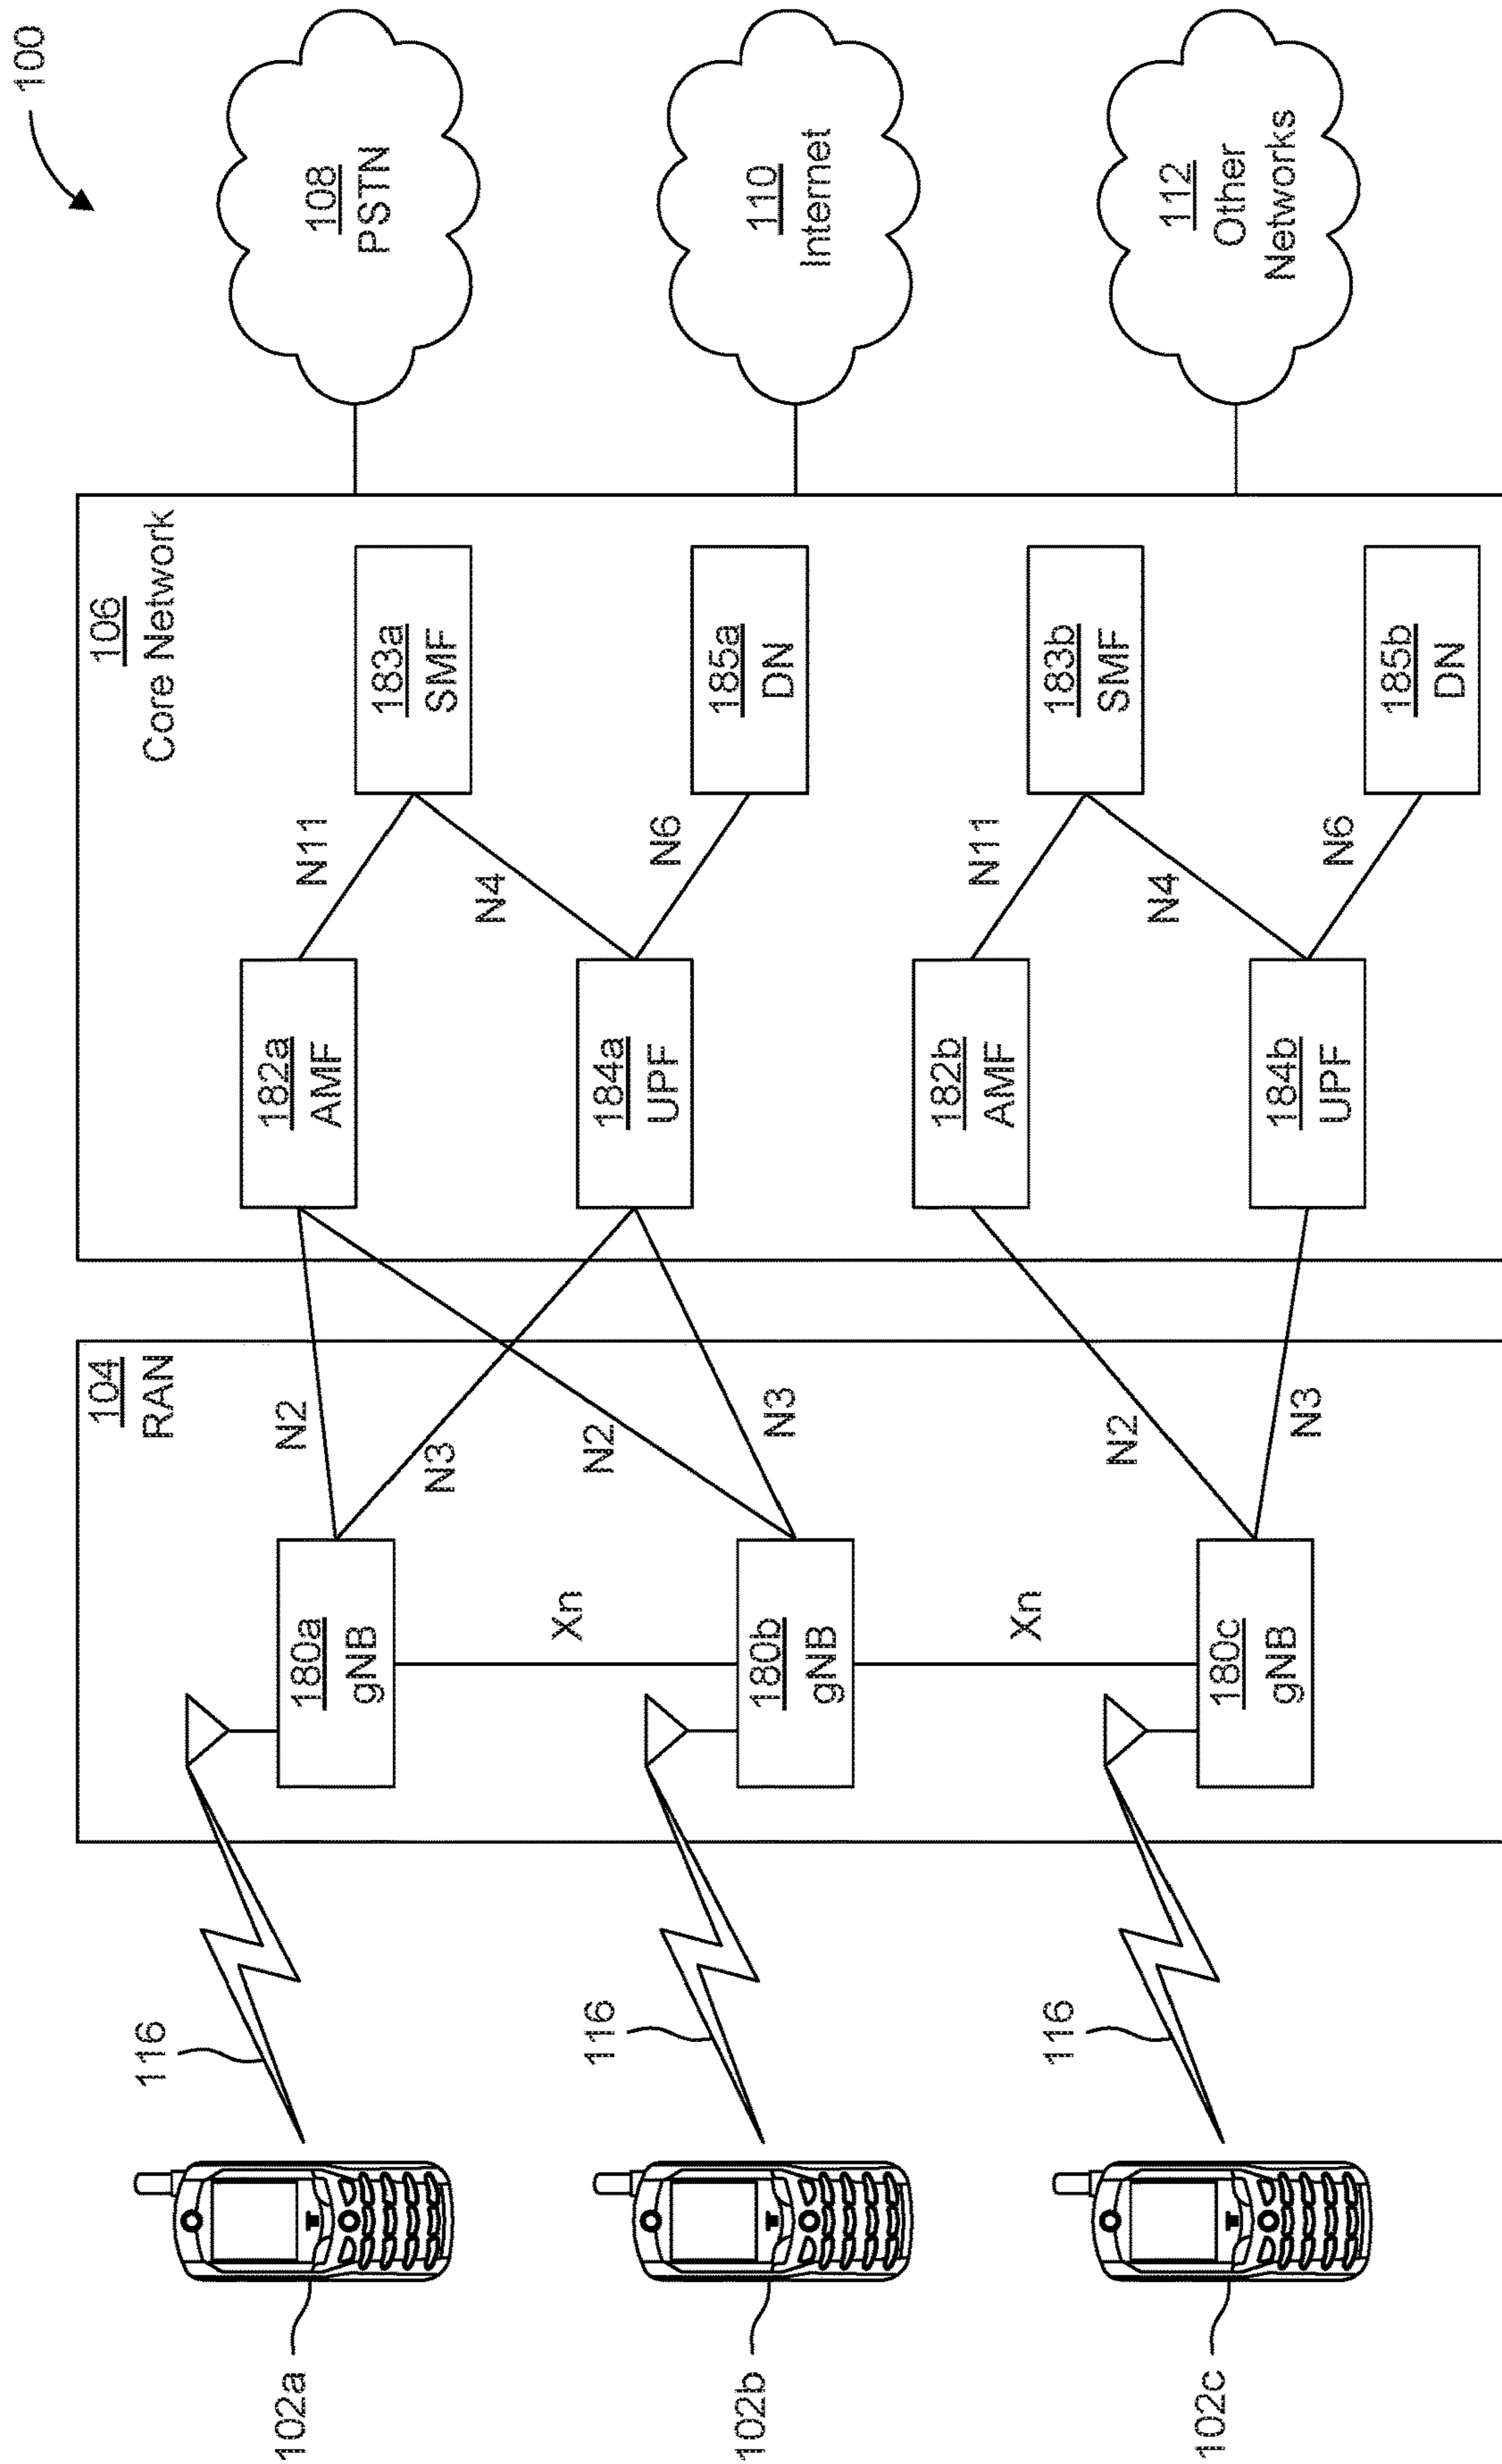 100
102a
116
104
RAN
180a
gNB
N2
N3
106
Core Network
182a
AMF
N11
183a
SMF
108
PSTN
Xn
N2
N3
184a
UPF
N4
N6
185a
DN
102b
116
180b
gNB
110
Internet
Xn
N2
N3
182b
AMF
N11
183b
SMF
102c
116
180c
gNB
184b
UPF
N4
N6
185b
DN
112
Other
Networks